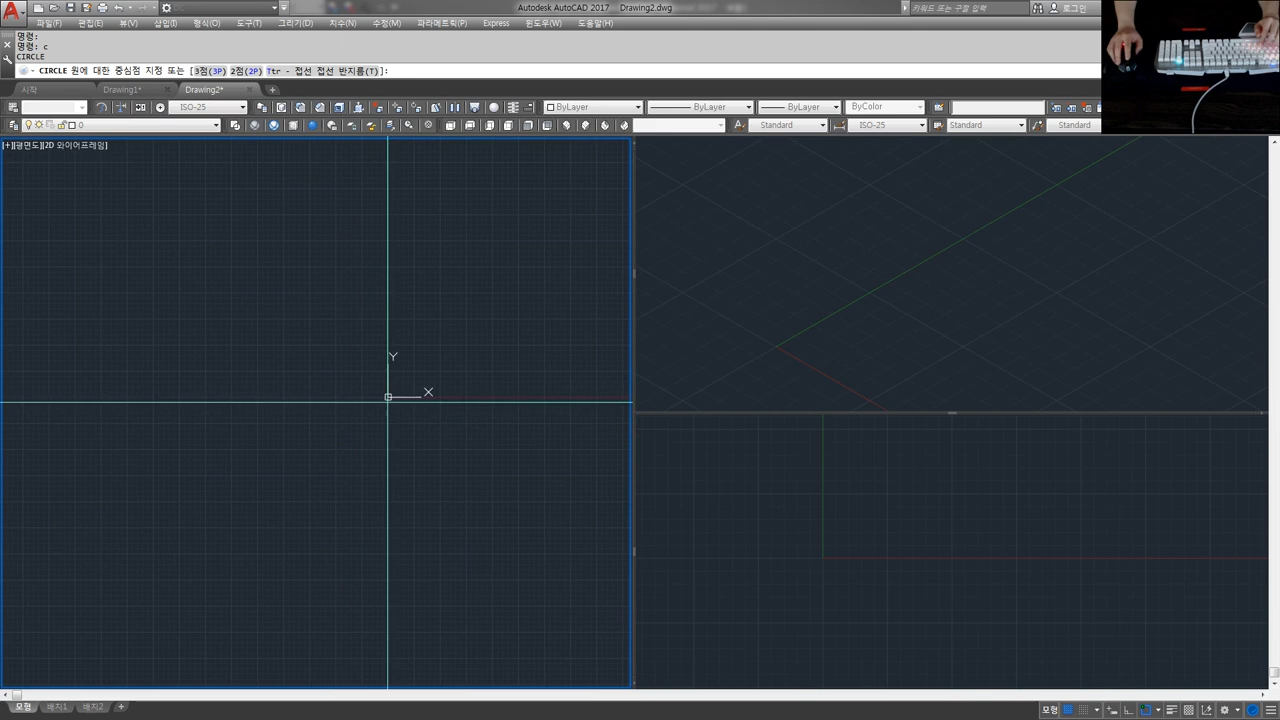 Autodesk AutoCAD 2017 Drawing2.dwg
키워드 또는 구절 입력
로그인
파일(F) 편집(E) 뷰(V) 삽입(I) 형식(O) 도구(T) 그리기(D) 치수(N) 수정(M) 파라메트릭(P) Express 윈도우(W) 도움말(H)
명령:
명령: c
CIRCLE
CIRCLE 원에 대한 중심점 지정 또는 [3점(3P) 2점(2P) Ttr - 접선 접선 반지름(T)]:
시작 Drawing1* Drawing2*
ISO-25 ByLayer ByLayer ByLayer ByColor
0 Standard ISO-25 Standard Standard
[+][평면도][2D 와이어프레임]
Y
X
모형 배치1 배치2 +
모형